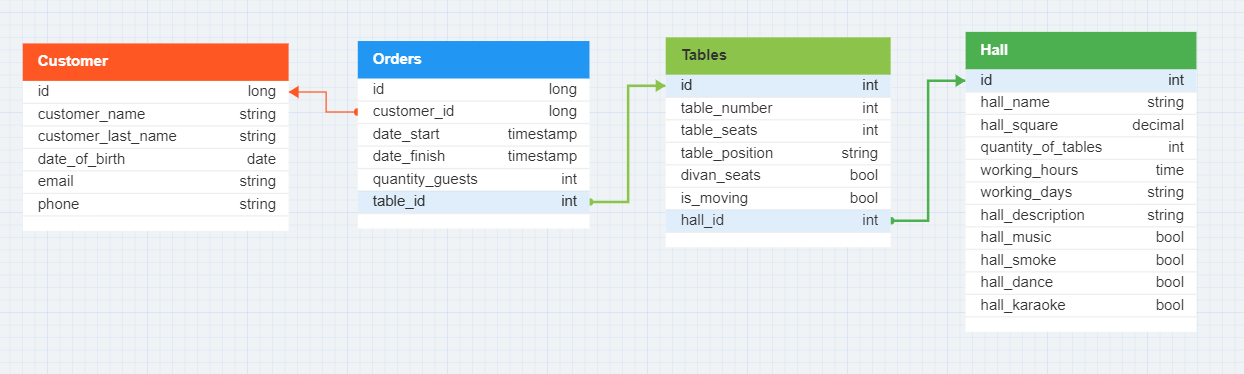 Customer
id long
customer_name string
customer_last_name string
date_of_birth date
email string
phone string
Orders
id long
customer_id long
date_start timestamp
date_finish timestamp
quantity_guests int
table_id int
Tables
id int
table_number int
table_seats int
table_position string
divan_seats bool
is_moving bool
hall_id int
Hall
id int
hall_name string
hall_square decimal
quantity_of_tables int
working_hours time
working_days string
hall_description string
hall_music bool
hall_smoke bool
hall_dance bool
hall_karaoke bool